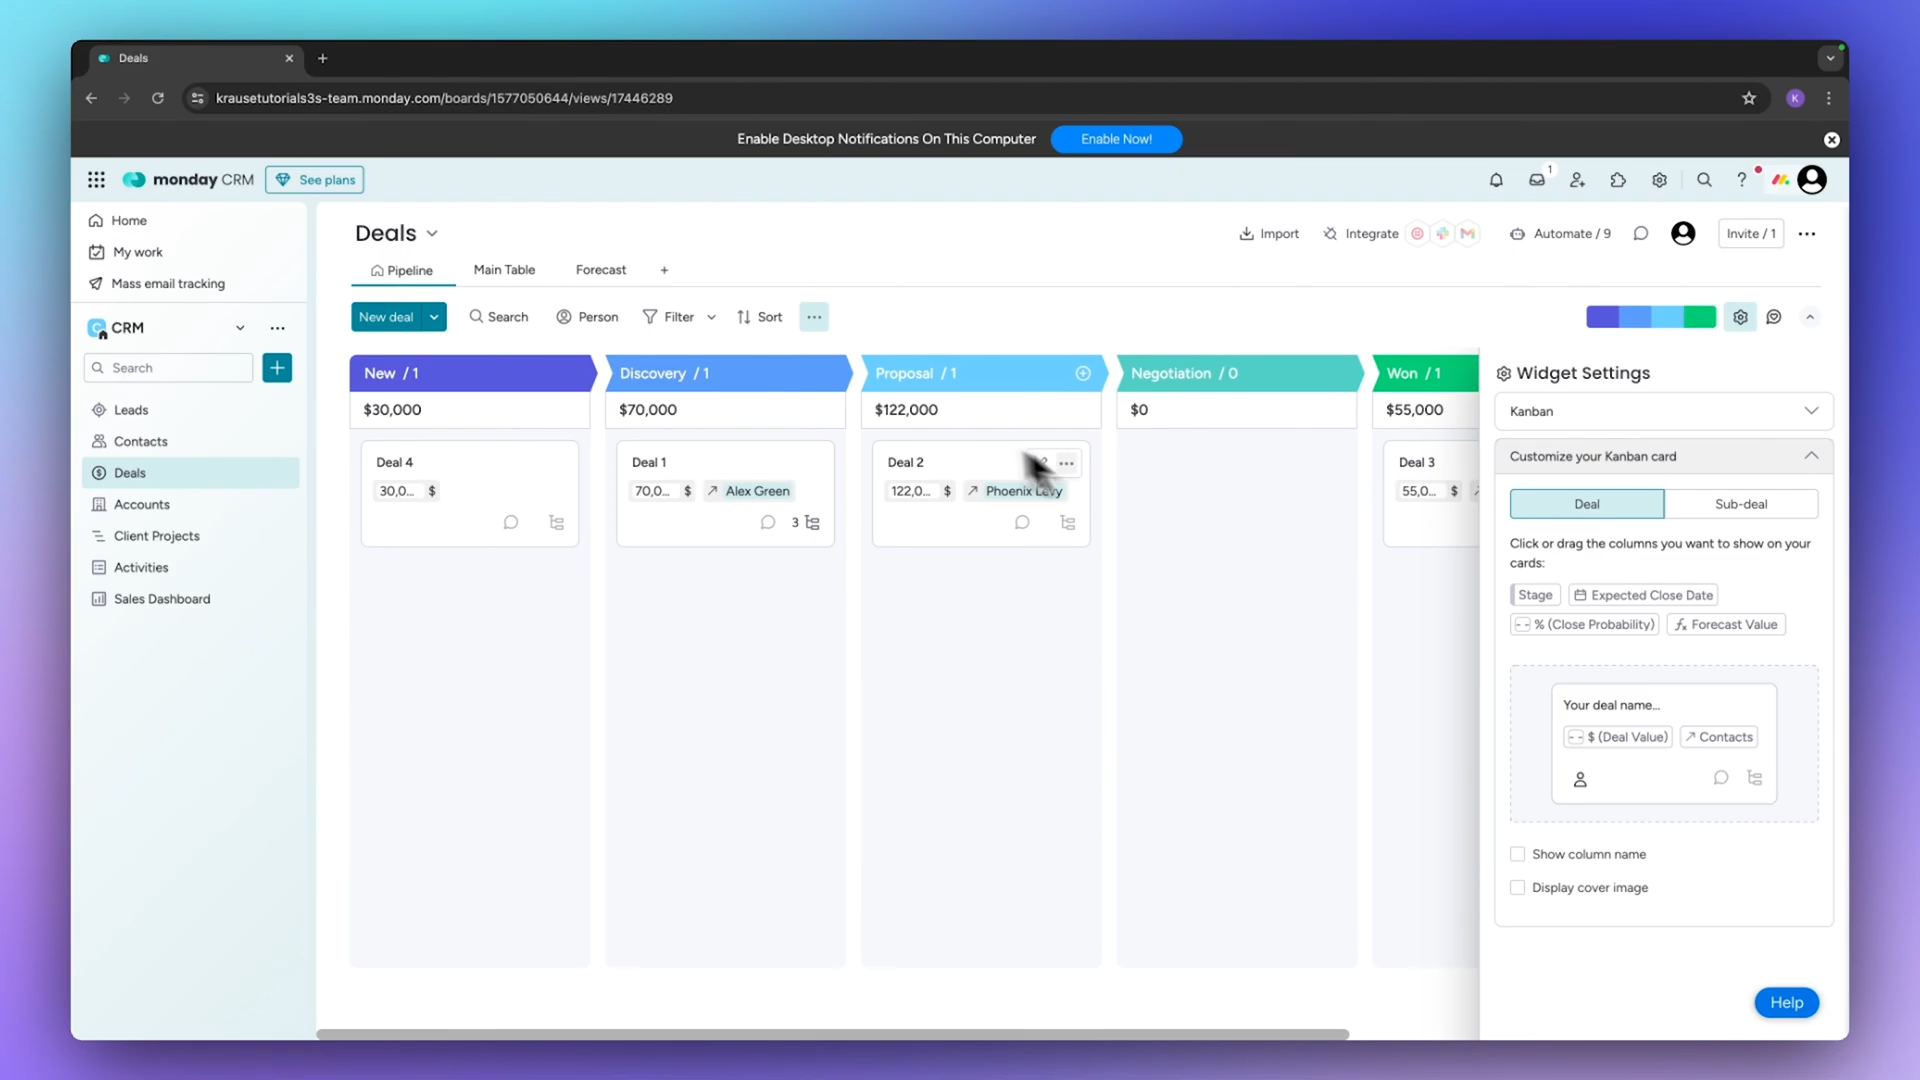 Deals
krausetutorials3s-team.monday.com/boards/1577050644/views/17446289
K
Enable Desktop Notifications On This Computer Enable Now!
monday CRM See plans
1
Home
My work
Mass email tracking
C CRM
Search
Leads
Contacts
Deals
Accounts
Client Projects
Activities
Sales Dashboard
Deals
Import Integrate Automate / 9 Invite / 1
Pipeline Main Table Forecast
New deal Search Person Filter Sort
New / 1
$30,000
Deal 4
30,0... $
Discovery / 1
$70,000
Deal 1
70,0... $ Alex Green
3
Proposal / 1
$122,000
Deal 2
122,0... $ Phoenix Levy
Negotiation / 0
$0
Won / 1
$55,000
Deal 3
55,0... $
Widget Settings
Kanban
Customize your Kanban card
Deal Sub-deal
Click or drag the columns you want to show on your
cards:
Stage Expected Close Date
% (Close Probability) Forecast Value
Your deal name...
$ (Deal Value) Contacts
Show column name
Display cover image
Help